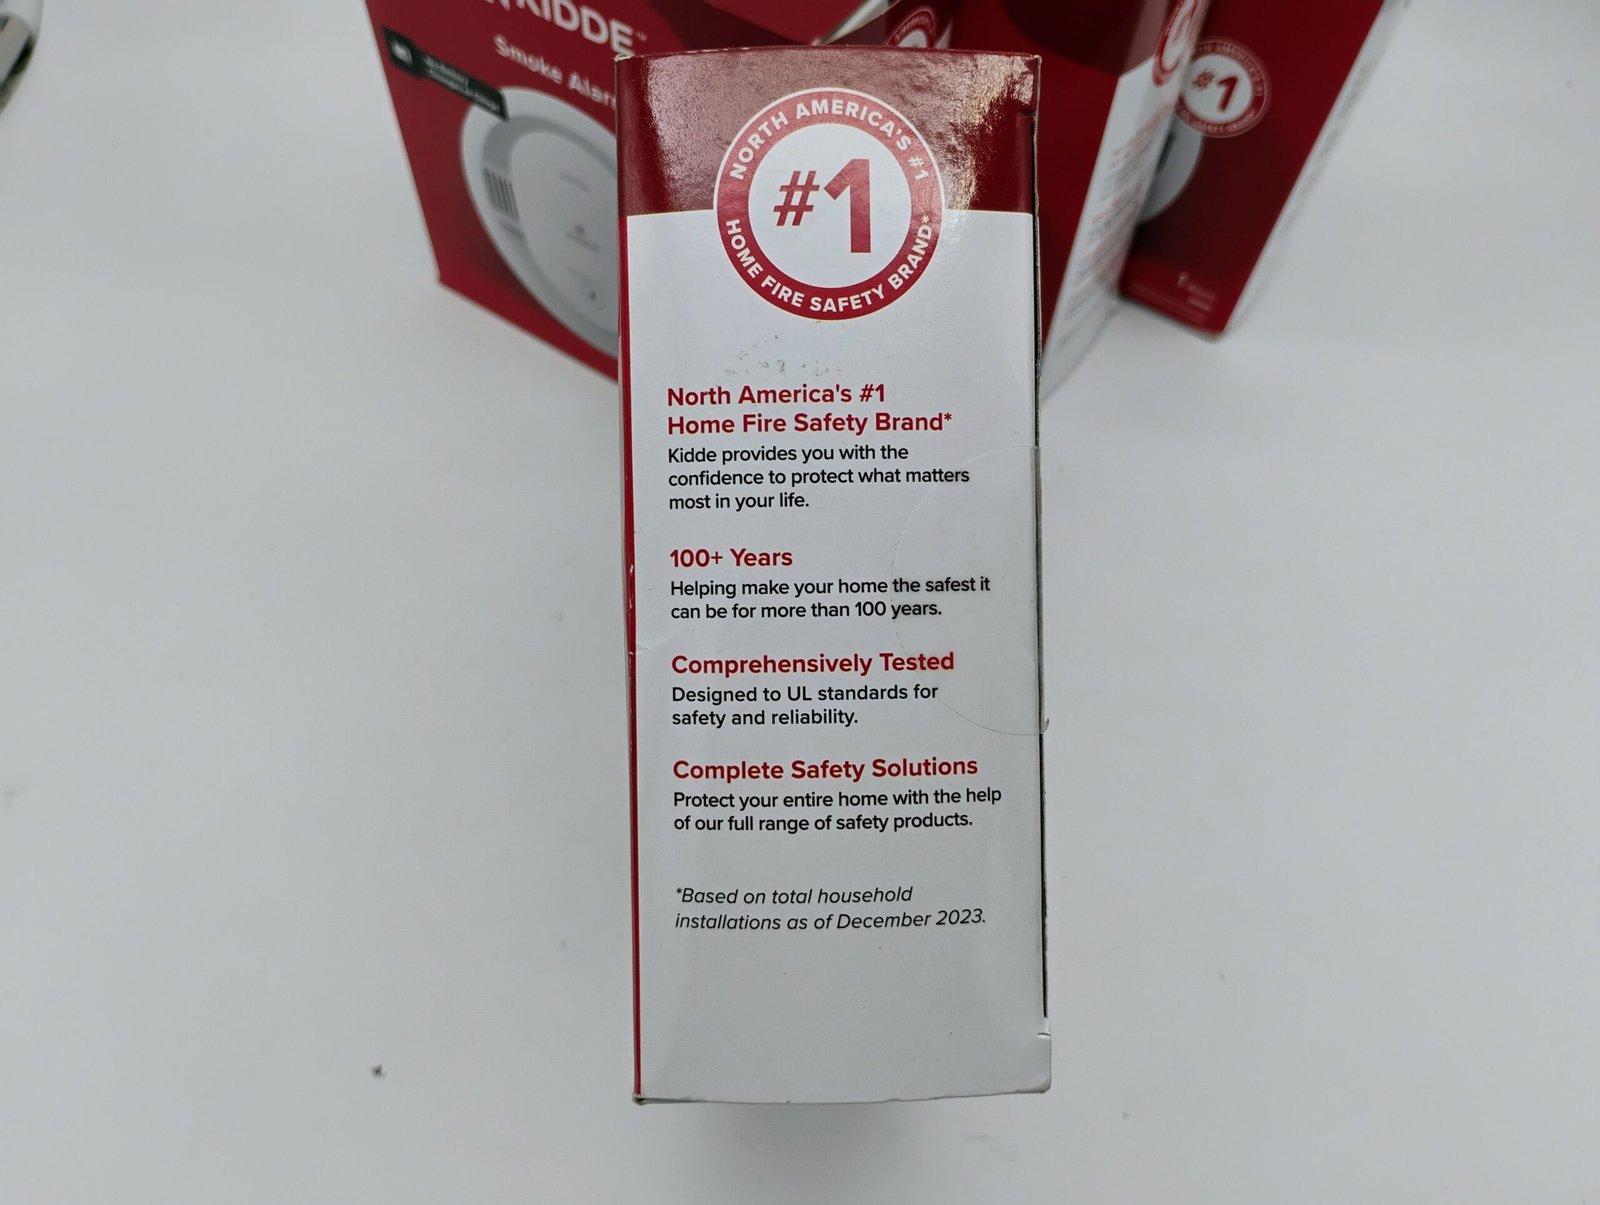 KIDDE
Smoke Alarm
NORTH AMERICA'S #1
HOME FIRE SAFETY BRAND*
#1
#1
North America's #1
Home Fire Safety Brand*
Kidde provides you with the
confidence to protect what matters
most in your life.
100+ Years
Helping make your home the safest it
can be for more than 100 years.
Comprehensively Tested
Designed to UL standards for
safety and reliability.
Complete Safety Solutions
Protect your entire home with the help
of our full range of safety products.
*Based on total household
installations as of December 2023.